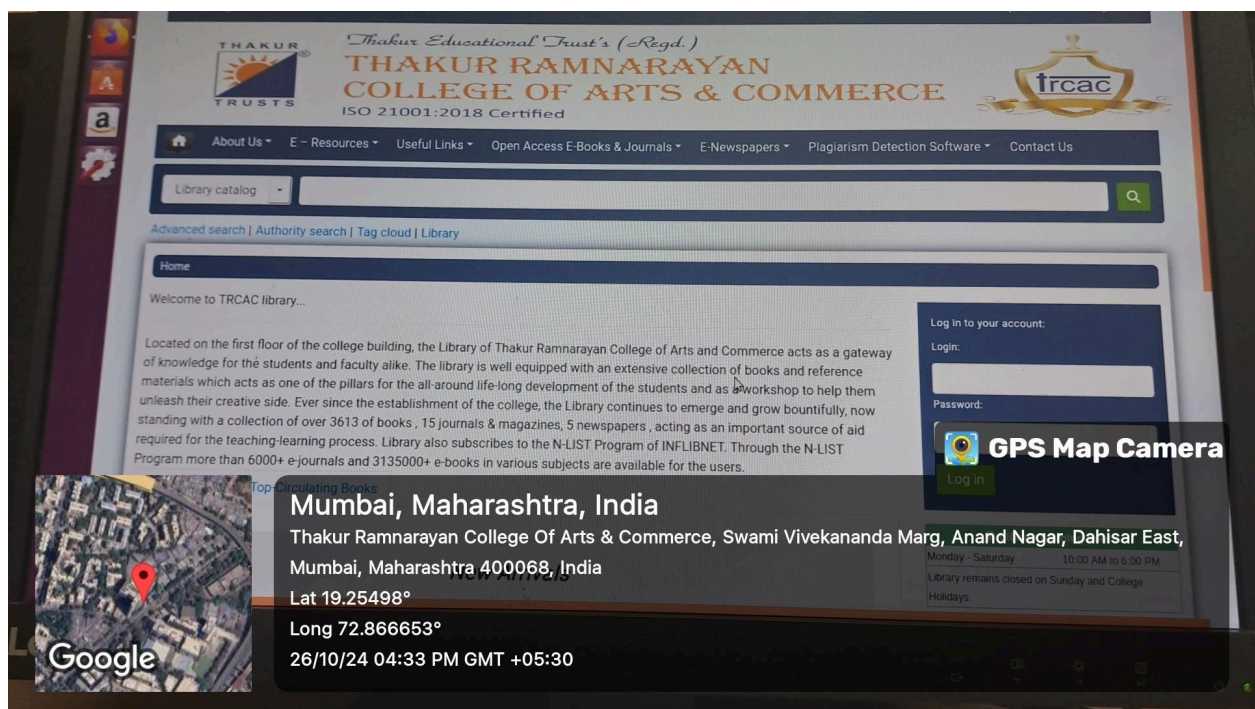 THAKUR
TRUSTS
Thakur Educational Trust's (Regd.)
THAKUR RAMNARAYAN
COLLEGE OF ARTS & COMMERCE
ISO 21001:2018 Certified
trcac
About Us
E – Resources
Useful Links
Open Access E-Books & Journals
E-Newspapers
Plagiarism Detection Software
Contact Us
Library catalog
Advanced search | Authority search | Tag cloud | Library
Home
Welcome to TRCAC library...
Located on the first floor of the college building, the Library of Thakur Ramnarayan College of Arts and Commerce acts as a gateway
of knowledge for the students and faculty alike. The library is well equipped with an extensive collection of books and reference
materials which acts as one of the pillars for the all-around life-long development of the students and as a workshop to help them
unleash their creative side. Ever since the establishment of the college, the Library continues to emerge and grow bountifully, now
standing with a collection of over 3613 of books , 15 journals & magazines, 5 newspapers , acting as an important source of aid
required for the teaching-learning process. Library also subscribes to the N-LIST Program of INFLIBNET. Through the N-LIST
Program more than 6000+ e-journals and 3135000+ e-books in various subjects are available for the users.
Top-Circulating Books
New Arrivals
Log in to your account:
Login:
Password:
Log in
Monday - Saturday 10:00 AM to 6:00 PM
Library remains closed on Sunday and College
Holidays.
GPS Map Camera
Mumbai, Maharashtra, India
Thakur Ramnarayan College Of Arts & Commerce, Swami Vivekananda Marg, Anand Nagar, Dahisar East,
Mumbai, Maharashtra 400068, India
Lat 19.25498°
Long 72.866653°
26/10/24 04:33 PM GMT +05:30
Google